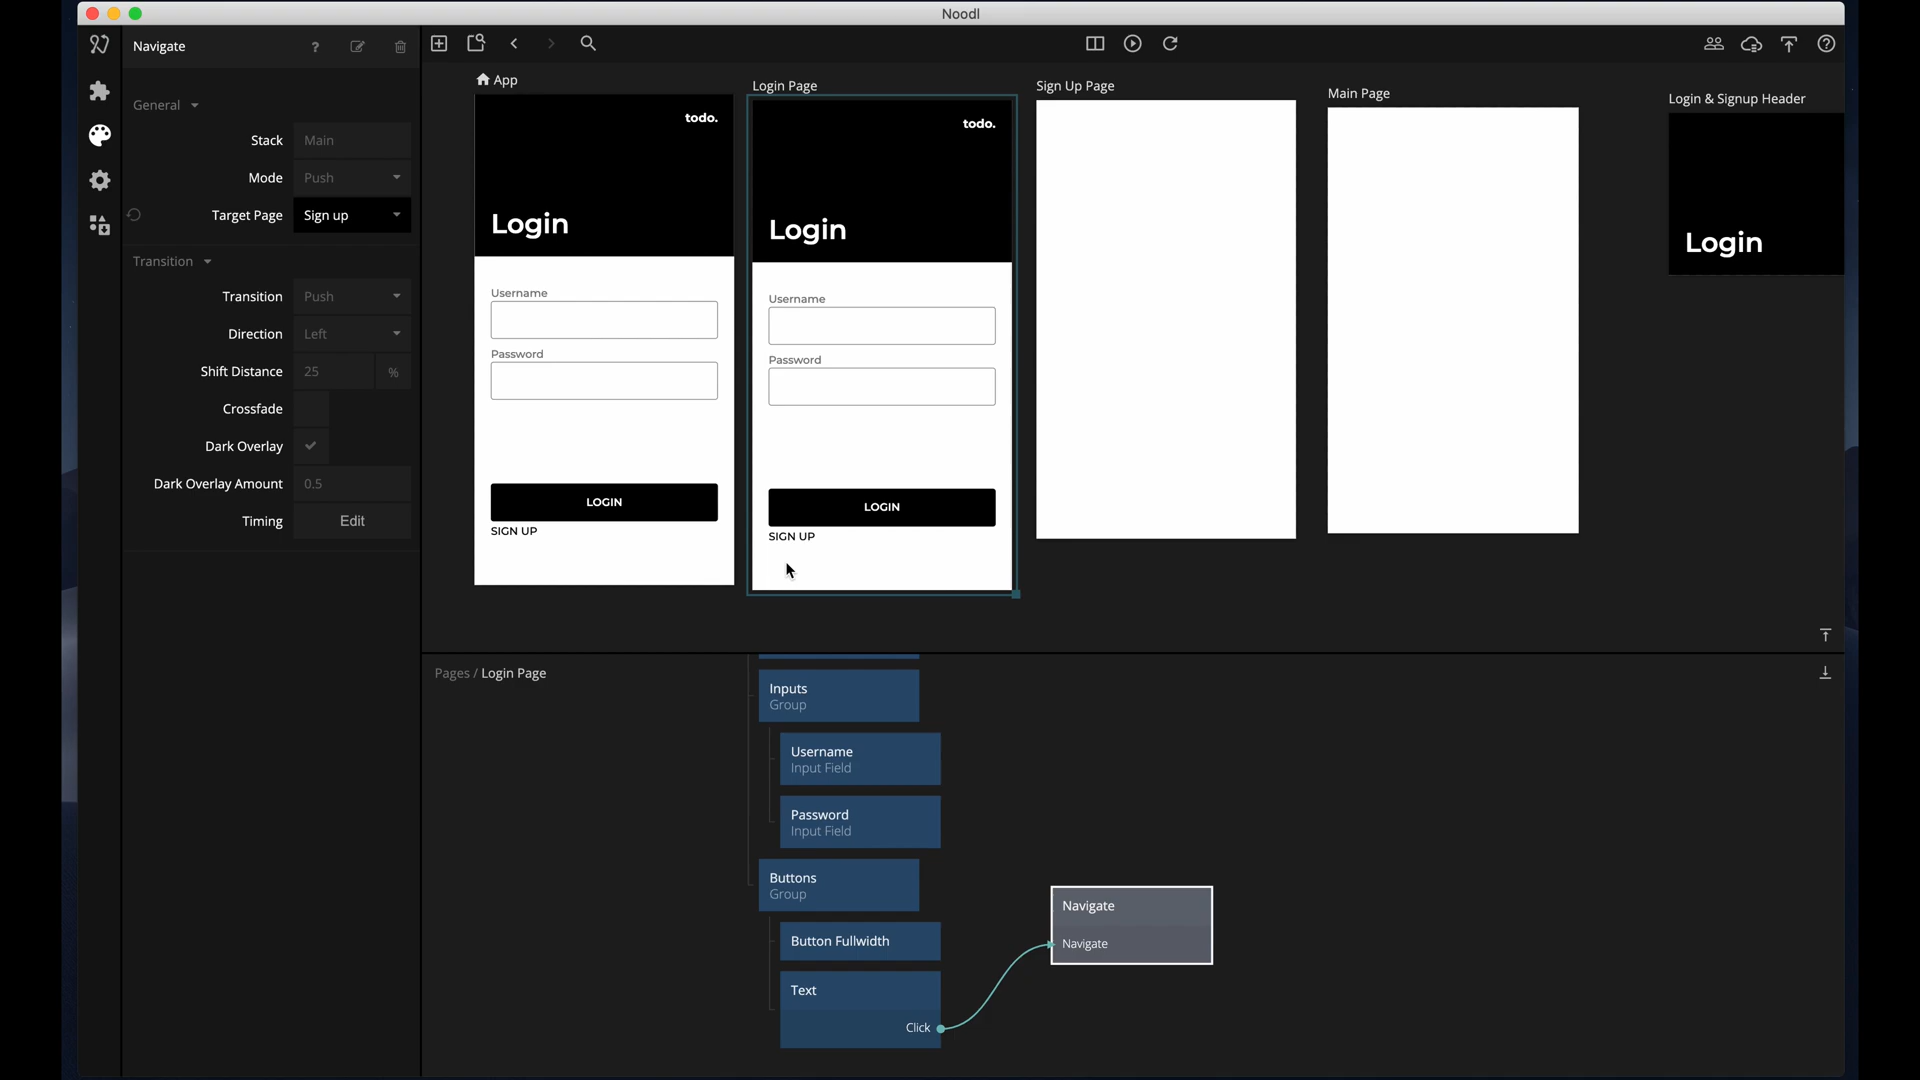 Noodl
Navigate
?
General
Stack
Main
Mode
Push
Target Page
Sign up
Transition
Transition
Push
Direction
Left
Shift Distance
25
%
Crossfade
Dark Overlay
Dark Overlay Amount
0.5
Timing
Edit
App
todo.
Login
Username
Password
LOGIN
SIGN UP
Login Page
todo.
Login
Username
Password
LOGIN
SIGN UP
Sign Up Page
Main Page
Login & Signup Header
Login
Pages / Login Page
Inputs
Group
Username
Input Field
Password
Input Field
Buttons
Group
Button Fullwidth
Text
Click
Navigate
Navigate